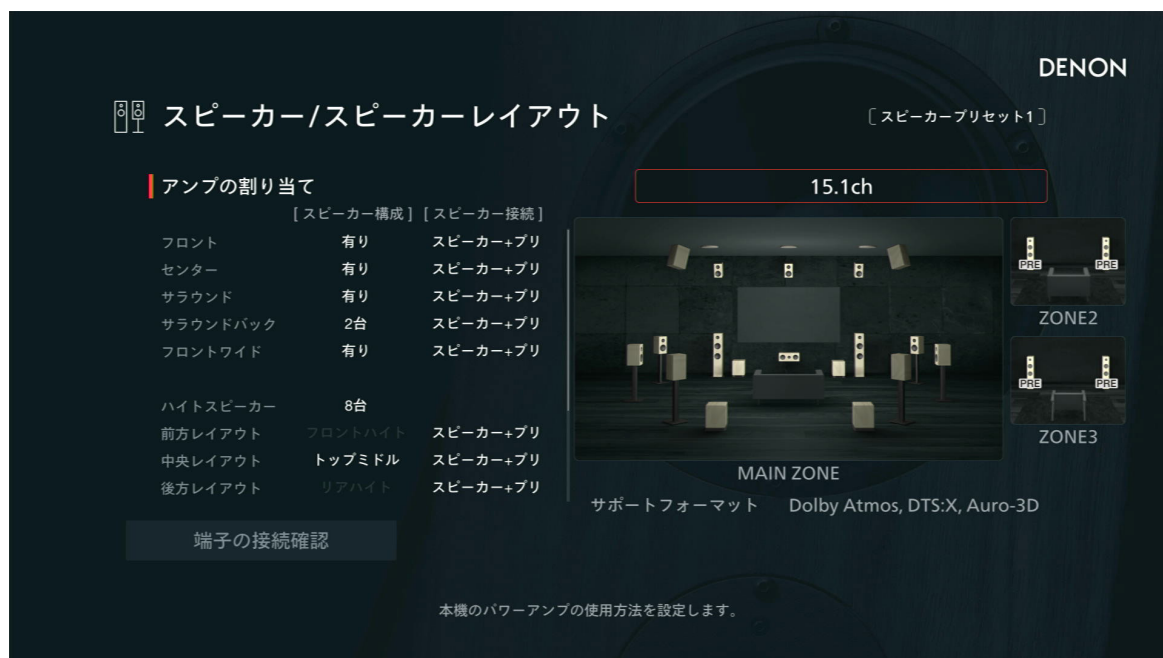 DENON
スピーカー/スピーカーレイアウト
[スピーカープリセット1]
アンプの割り当て
15.1ch
[スピーカー構成] [スピーカー接続]
フロント 有り スピーカー+プリ
センター 有り スピーカー+プリ
サラウンド 有り スピーカー+プリ
サラウンドバック 2台 スピーカー+プリ
フロントワイド 有り スピーカー+プリ
ハイトスピーカー 8台
前方レイアウト フロントハイト スピーカー+プリ
中央レイアウト トップミドル スピーカー+プリ
後方レイアウト リアハイト スピーカー+プリ
端子の接続確認
PRE PRE
ZONE2
PRE PRE
ZONE3
MAIN ZONE
サポートフォーマット Dolby Atmos, DTS:X, Auro-3D
本機のパワーアンプの使用方法を設定します。